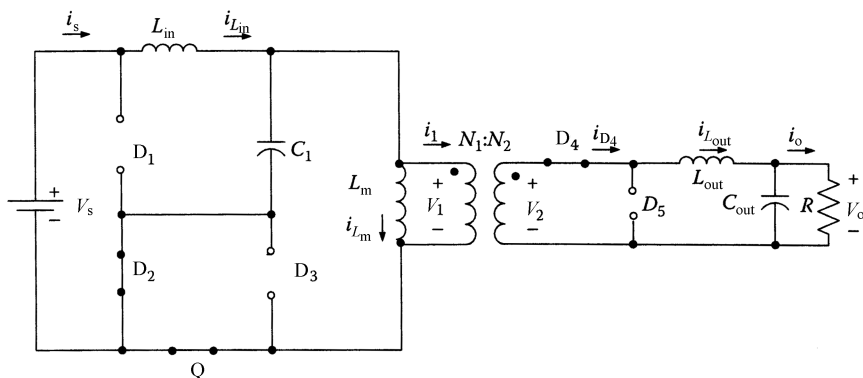 i_s
L_in
i_Lin
D_1
C_1
L_m
i_Lm
i_1
N_1:N_2
D_4
i_D4
i_Lout
i_o
+
V_s
−
+
V_1
−
+
V_2
−
D_5
L_out
C_out
R
+
V_o
−
D_2
D_3
Q